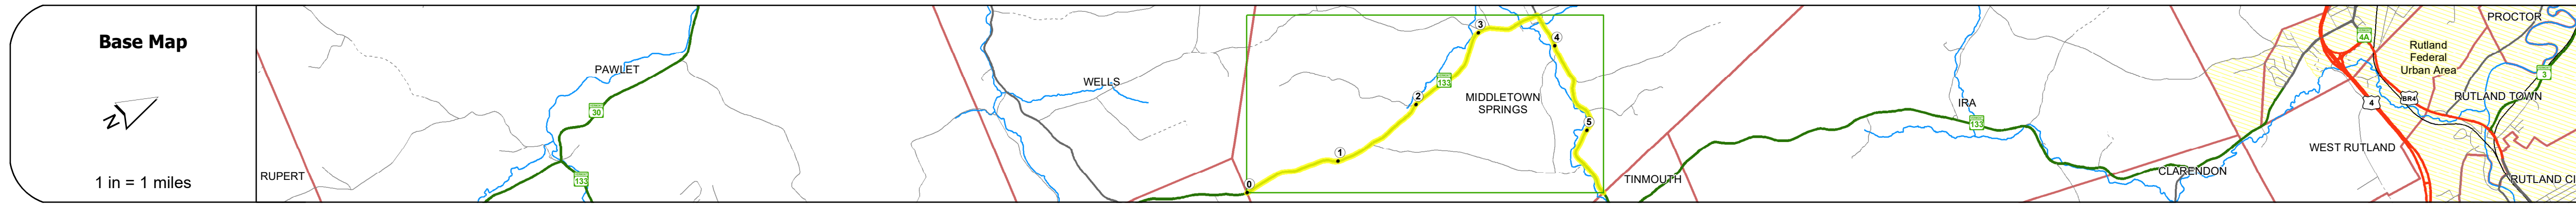 Base Map
N
1 in = 1 miles
RUPERT
PAWLET
30
133
WELLS
0
1
2
3
4
5
133
MIDDLETOWN
SPRINGS
TINMOUTH
IRA
133
CLARENDON
WEST RUTLAND
4A
4
BR4
Rutland
Federal
Urban Area
PROCTOR
3
RUTLAND TOWN
RUTLAND CI